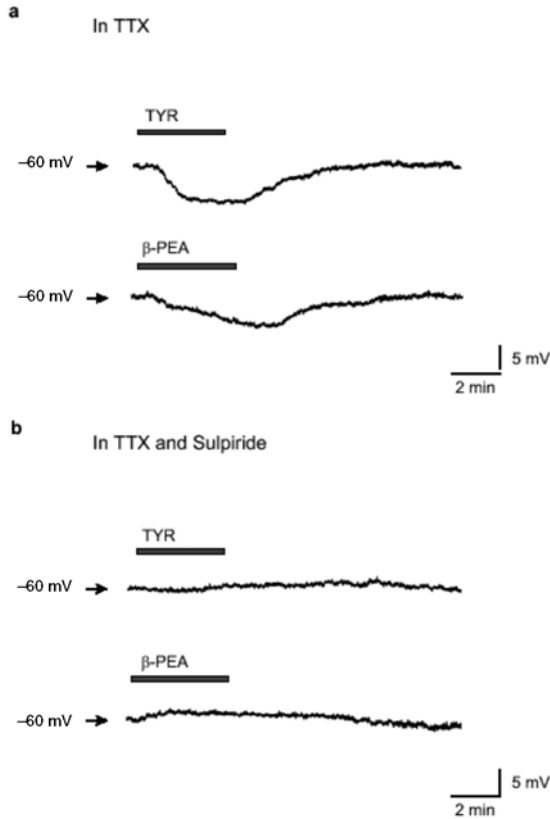 a
In TTX
TYR
–60 mV
β-PEA
–60 mV
5 mV
2 min
b
In TTX and Sulpiride
TYR
–60 mV
β-PEA
–60 mV
5 mV
2 min